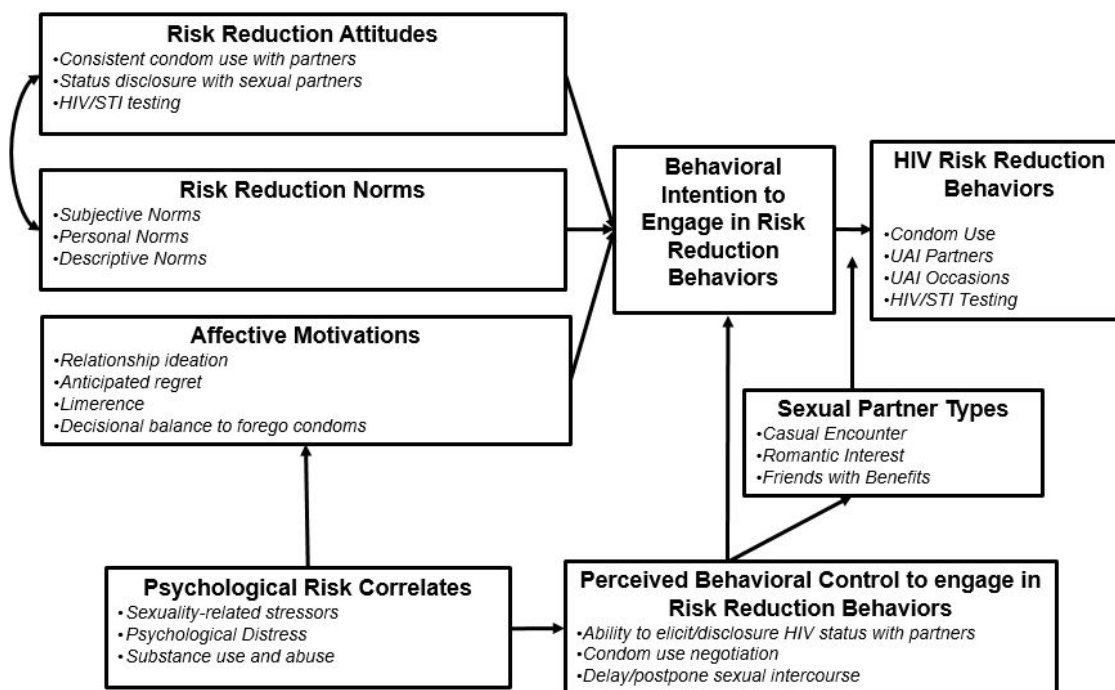 Risk Reduction Attitudes
•Consistent condom use with partners
•Status disclosure with sexual partners
•HIV/STI testing
Risk Reduction Norms
•Subjective Norms
•Personal Norms
•Descriptive Norms
Affective Motivations
•Relationship ideation
•Anticipated regret
•Limerence
•Decisional balance to forego condoms
Behavioral
Intention to
Engage in Risk
Reduction
Behaviors
HIV Risk Reduction
Behaviors
•Condom Use
•UAI Partners
•UAI Occasions
•HIV/STI Testing
Sexual Partner Types
•Casual Encounter
•Romantic Interest
•Friends with Benefits
Psychological Risk Correlates
•Sexuality-related stressors
•Psychological Distress
•Substance use and abuse
Perceived Behavioral Control to engage in
Risk Reduction Behaviors
•Ability to elicit/disclosure HIV status with partners
•Condom use negotiation
•Delay/postpone sexual intercourse